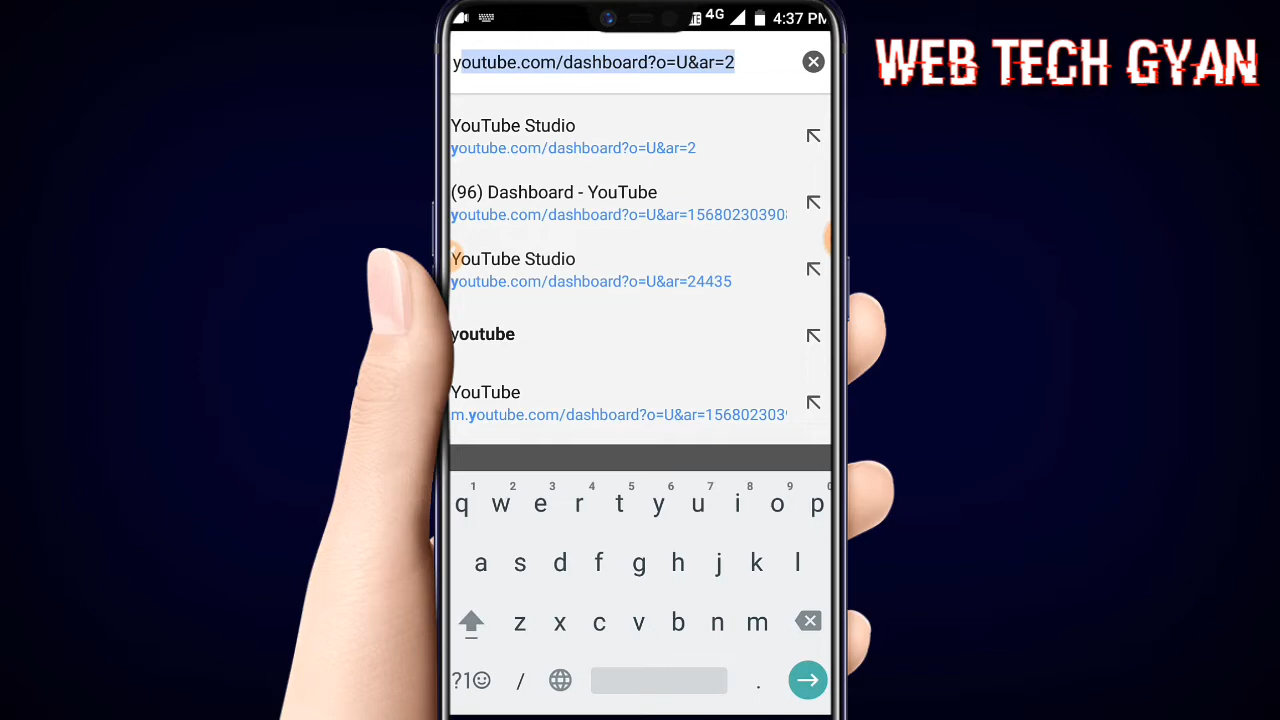 4G 4:37 PM
WEB TECH GYAN
youtube.com/dashboard?o=U&ar=2
YouTube Studio
youtube.com/dashboard?o=U&ar=2
(96) Dashboard - YouTube
youtube.com/dashboard?o=U&ar=156802303908
YouTube Studio
youtube.com/dashboard?o=U&ar=24435
youtube
YouTube
m.youtube.com/dashboard?o=U&ar=1568023039
1 2 3 4 5 6 7 8 9 0
q w e r t y u i o p
a s d f g h j k l
z x c v b n m
?1☺ / .